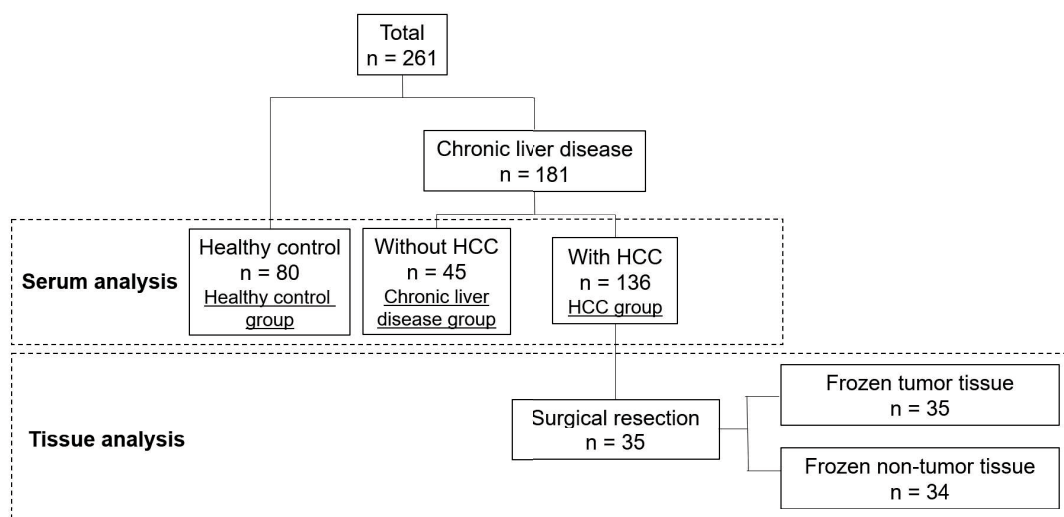 Total
n = 261
Chronic liver disease
n = 181
Serum analysis
Healthy control
n = 80
Healthy control
group
Without HCC
n = 45
Chronic liver
disease group
With HCC
n = 136
HCC group
Tissue analysis
Surgical resection
n = 35
Frozen tumor tissue
n = 35
Frozen non-tumor tissue
n = 34